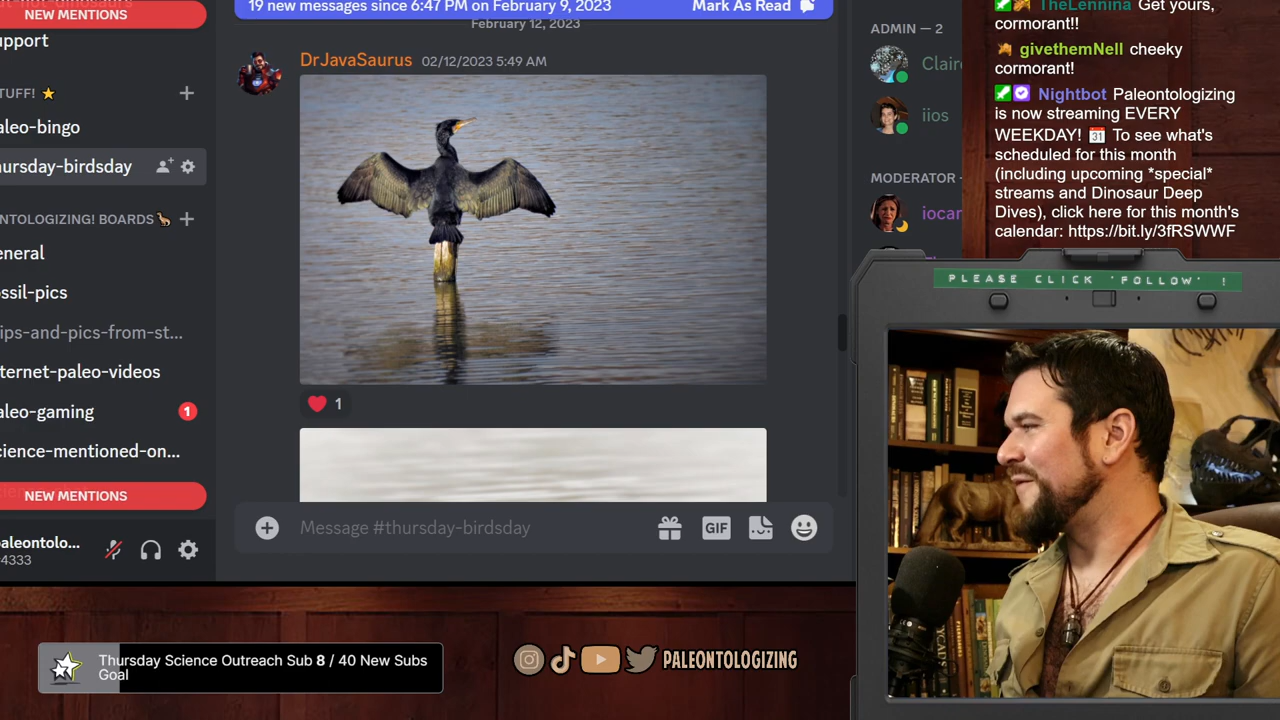 NEW MENTIONS
upport
TUFF! ⭐
aleo-bingo
ursday-birdsday
ONTOLOGIZING! BOARDS
eneral
ossil-pics
ips-and-pics-from-st...
ternet-paleo-videos
aleo-gaming
1
cience-mentioned-on...
NEW MENTIONS
paleontolo...
4333
19 new messages since 6:47 PM on February 9, 2023
Mark As Read
February 12, 2023
DrJavaSaurus 02/12/2023 5:49 AM
❤️ 1
Message #thursday-birdsday
GIF
ADMIN — 2
Claire
iios
MODERATOR -
iocar
TheLennina Get yours,
cormorant!!
givethemNell cheeky
cormorant!
Nightbot Paleontologizing
is now streaming EVERY
WEEKDAY! 📅 To see what's
scheduled for this month
(including upcoming *special*
streams and Dinosaur Deep
Dives), click here for this month's
calendar: https://bit.ly/3fRSWWF
PLEASE CLICK 'FOLLOW' !
CYCADS
Thursday Science Outreach Sub 8 / 40 New Subs
Goal
PALEONTOLOGIZING